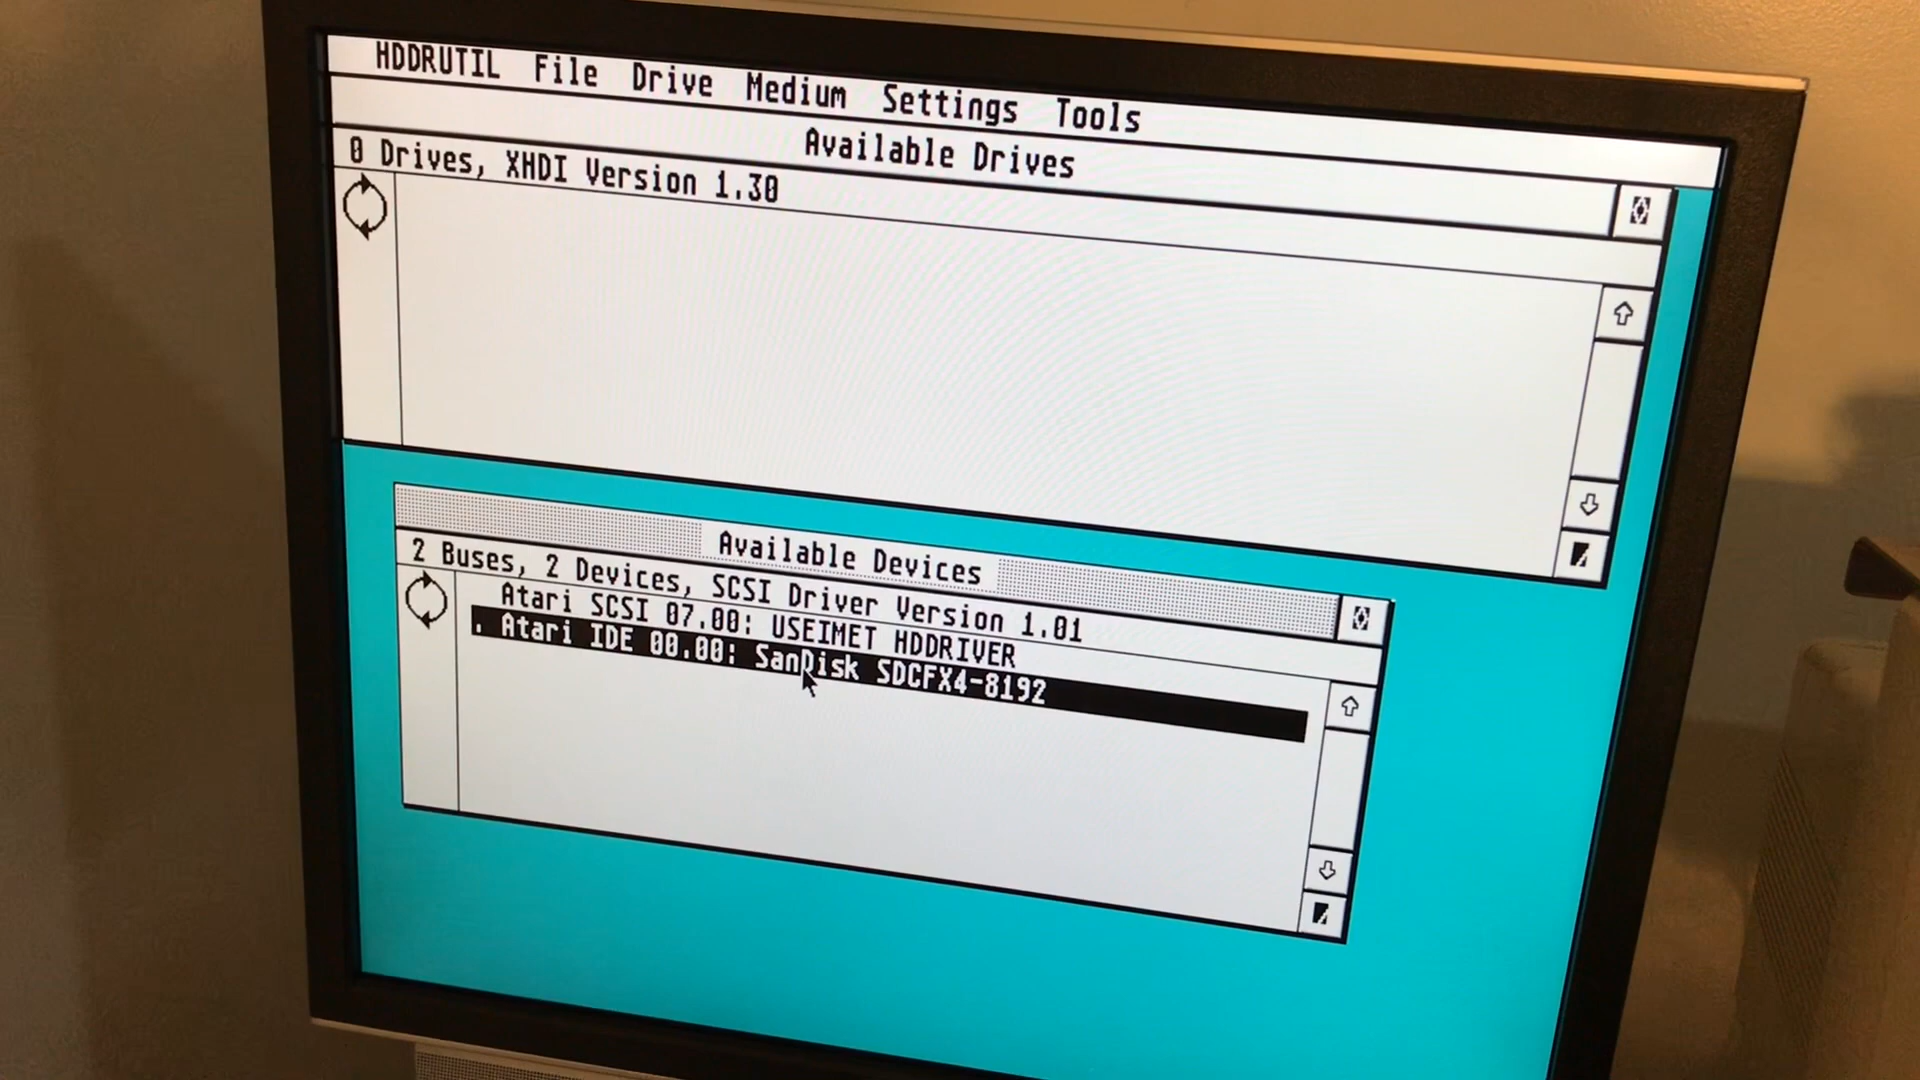 HDDRUTIL File Drive Medium Settings Tools
Available Drives
0 Drives, XHDI Version 1.30
Available Devices
2 Buses, 2 Devices, SCSI Driver Version 1.01
Atari SCSI 07.00: USEIMET HDDRIVER
. Atari IDE 00.00: SanDisk SDCFX4-8192